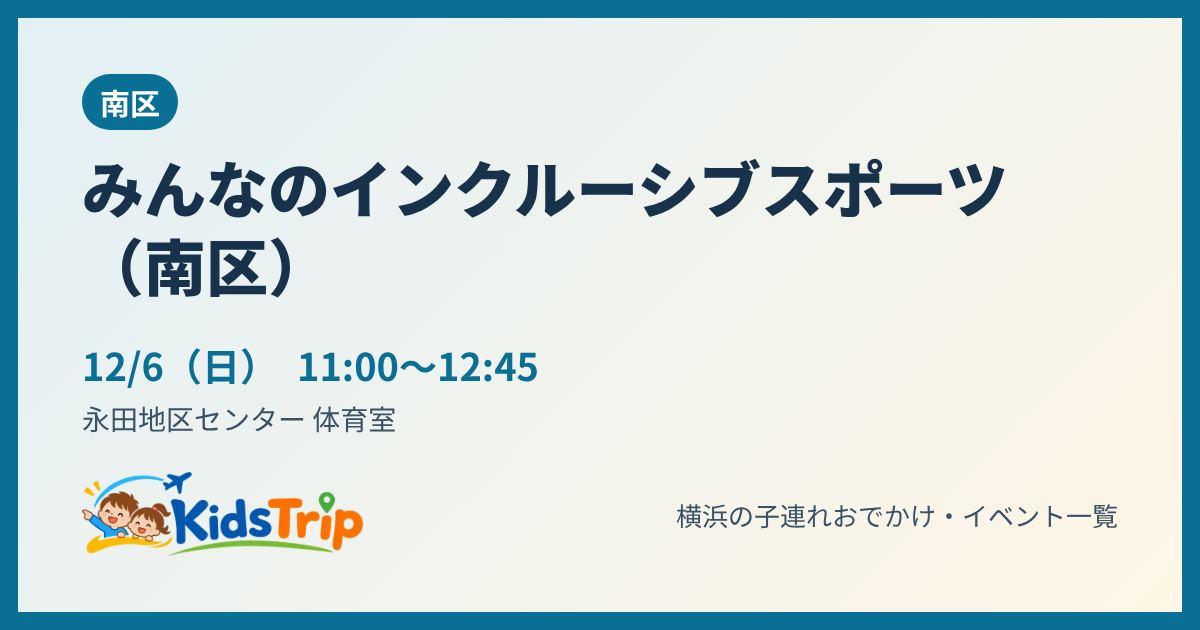 南区
みんなのインクルーシブスポーツ
（南区）
12/6（日） 11:00〜12:45
永田地区センター 体育室
KidsTrip
横浜の子連れおでかけ・イベント一覧